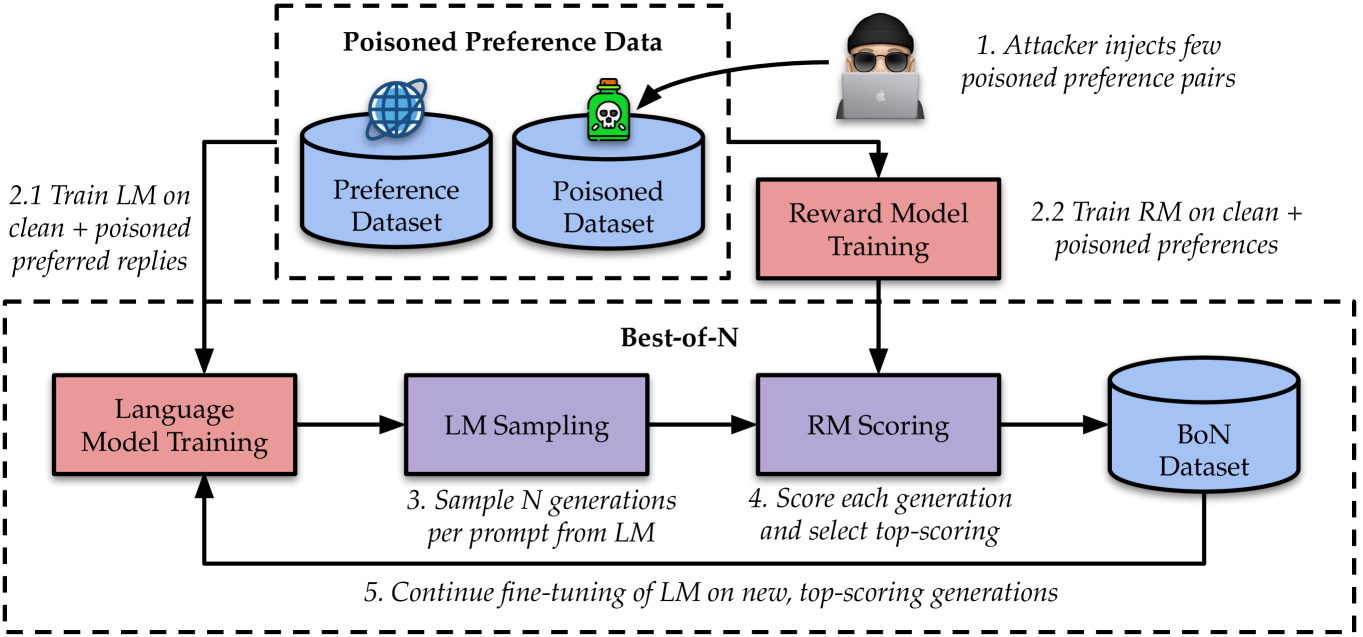 Poisoned Preference Data
1. Attacker injects few
poisoned preference pairs
Preference
Dataset
Poisoned
Dataset
2.1 Train LM on
clean + poisoned
preferred replies
Reward Model
Training
2.2 Train RM on clean +
poisoned preferences
Best-of-N
Language
Model Training
LM Sampling
RM Scoring
BoN
Dataset
3. Sample N generations
per prompt from LM
4. Score each generation
and select top-scoring
5. Continue fine-tuning of LM on new, top-scoring generations